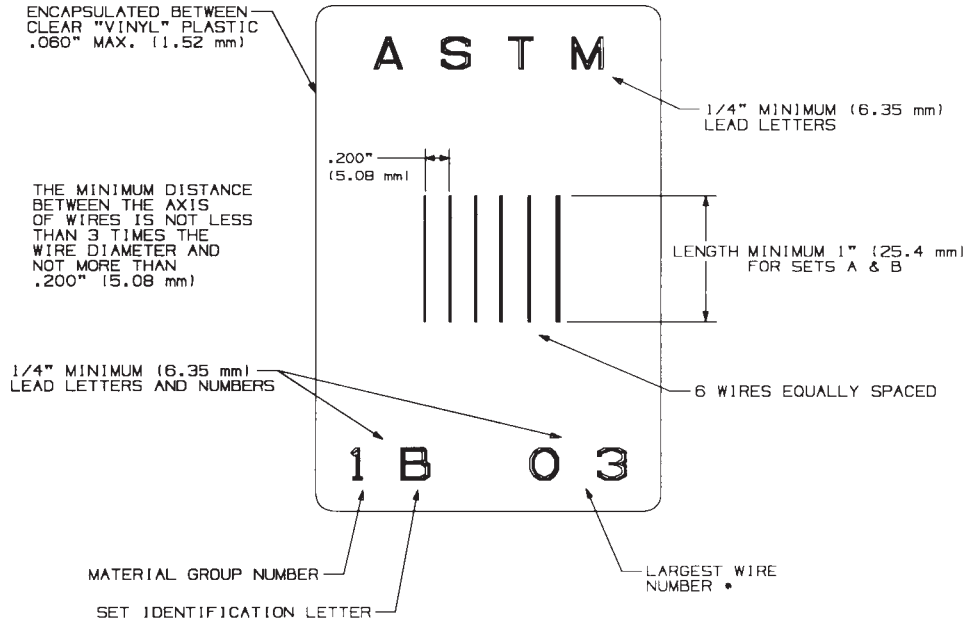 ENCAPSULATED BETWEEN
CLEAR "VINYL" PLASTIC
.060" MAX. (1.52 mm)
A S T M
1/4" MINIMUM (6.35 mm)
LEAD LETTERS
.200"
(5.08 mm)
THE MINIMUM DISTANCE
BETWEEN THE AXIS
OF WIRES IS NOT LESS
THAN 3 TIMES THE
WIRE DIAMETER AND
NOT MORE THAN
.200" (5.08 mm)
LENGTH MINIMUM 1" (25.4 mm)
FOR SETS A & B
1/4" MINIMUM (6.35 mm)
LEAD LETTERS AND NUMBERS
6 WIRES EQUALLY SPACED
1 B 0 3
MATERIAL GROUP NUMBER
SET IDENTIFICATION LETTER
LARGEST WIRE
NUMBER *